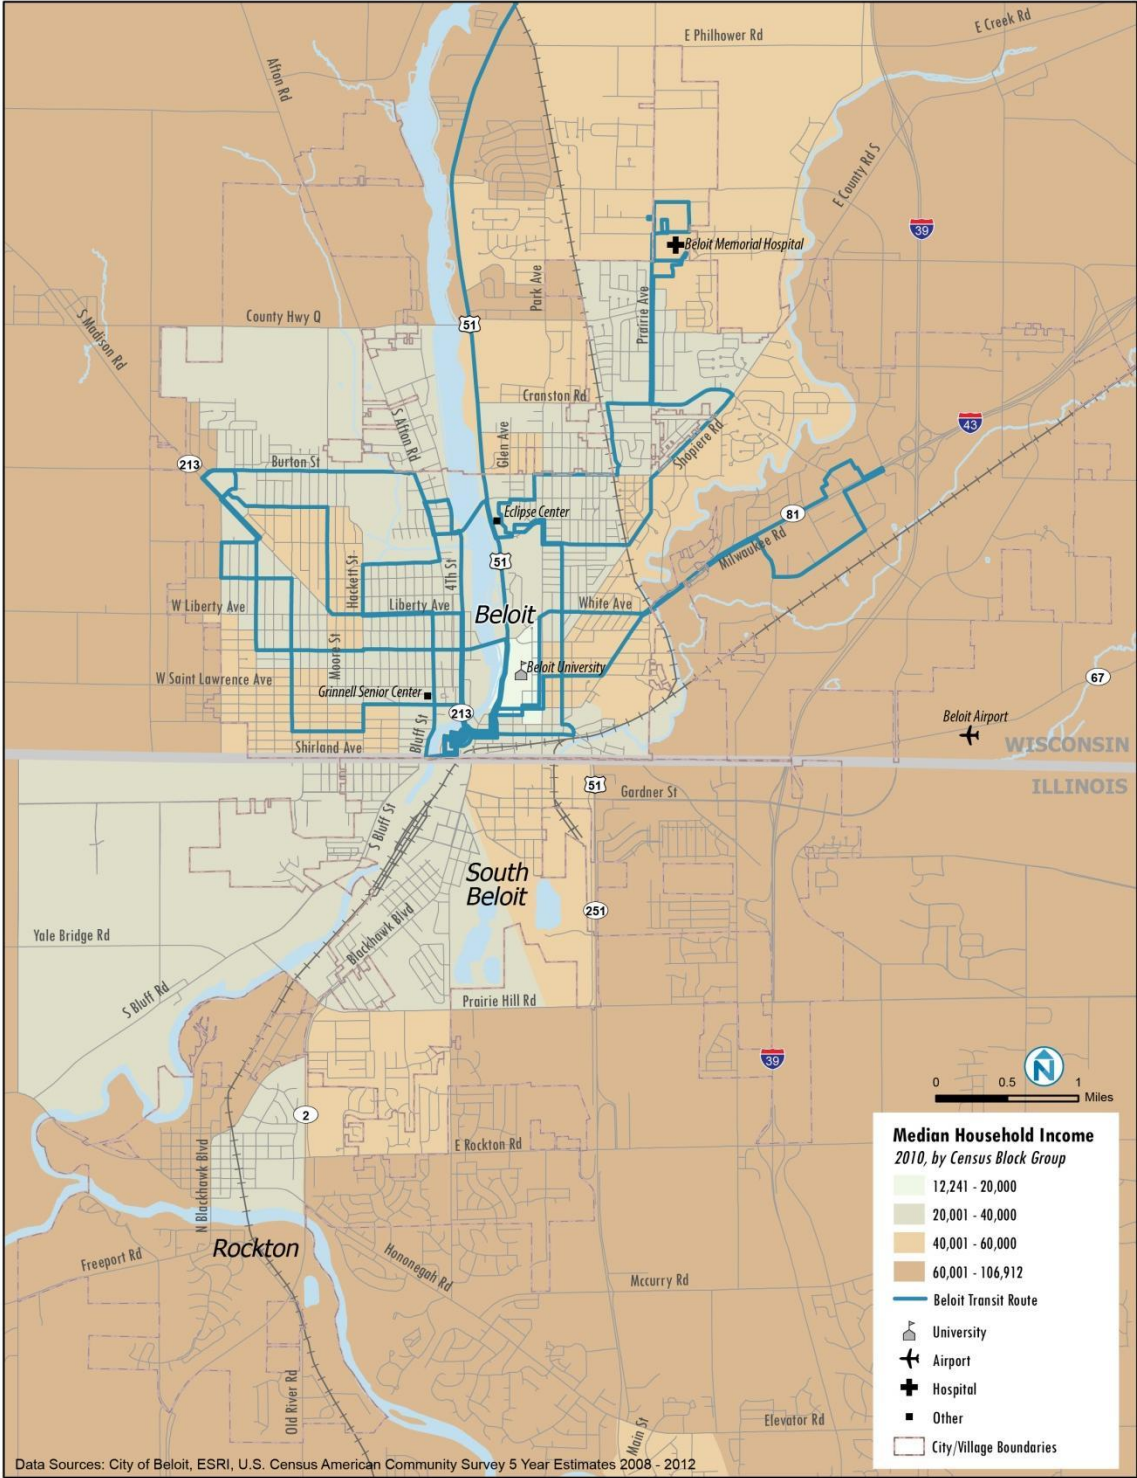 E Philhower Rd
E Creek Rd
Afton Rd
E County Rd S
39
Beloit Memorial Hospital
Park Ave
Prairie Ave
S Madison Rd
County Hwy Q
51
Cranston Rd
S Afton Rd
Glen Ave
Shopiere Rd
43
213
Burton St
Eclipse Center
81
Milwaukee Rd
51
4Th St
Hackett St
W Liberty Ave
Liberty Ave
Beloit
White Ave
Moore St
Beloit University
W Saint Lawrence Ave
Grinnell Senior Center
67
213
Bluff St
Beloit Airport
Shirland Ave
WISCONSIN
ILLINOIS
51
Gardner St
S Bluff St
South
Beloit
251
Blackhawk Blvd
Yale Bridge Rd
S Bluff Rd
Prairie Hill Rd
39
N
0 0.5 1
Miles
2
E Rockton Rd
N Blackhawk Blvd
Rockton
Freeport Rd
Hononegah Rd
Mccurry Rd
Old River Rd
Main St
Elevator Rd
Median Household Income
2010, by Census Block Group
12,241 - 20,000
20,001 - 40,000
40,001 - 60,000
60,001 - 106,912
Beloit Transit Route
University
Airport
Hospital
Other
City/Village Boundaries
Data Sources: City of Beloit, ESRI, U.S. Census American Community Survey 5 Year Estimates 2008 - 2012